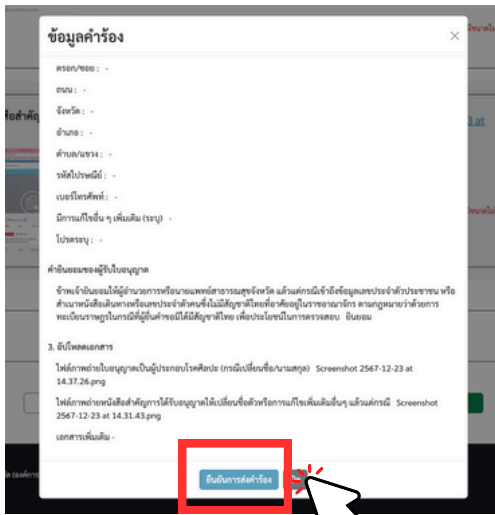 ข้อมูลคำร้อง
ตรอก/ซอย : -
ถนน : -
จังหวัด : -
อำเภอ : -
ตำบล/แขวง : -
รหัสไปรษณีย์ : -
เบอร์โทรศัพท์ : -
มีการแก้ไขอื่น ๆ เพิ่มเติม (ระบุ) -
โปรดระบุ : -
คำยินยอมของผู้รับใบอนุญาต
ข้าพเจ้ายินยอมให้ผู้อำนวยการหรือนายแพทย์สาธารณสุขจังหวัด แล้วแต่กรณีเข้าถึงข้อมูลเลขประจำตัวประชาชน หรือ
สำเนาหนังสือเดินทางหรือเลขประจำตัวคนซึ่งไม่มีสัญชาติไทยที่อาศัยอยู่ในราชอาณาจักร ตามกฎหมายว่าด้วยการ
ทะเบียนราษฎรในกรณีที่ผู้ยื่นคำขอมิได้มีสัญชาติไทย เพื่อประโยชน์ในการตรวจสอบ ยินยอม
3. อัปโหลดเอกสาร
ไฟล์ภาพถ่ายใบอนุญาตเป็นผู้ประกอบโรคศิลปะ (กรณีเปลี่ยนชื่อ/นามสกุล) Screenshot 2567-12-23 at
14.37.26.png
ไฟล์ภาพถ่ายหนังสือสำคัญการได้รับอนุญาตให้เปลี่ยนชื่อตัวหรือการแก้ไขเพิ่มเติมอื่นๆ แล้วแต่กรณี Screenshot
2567-12-23 at 14.31.43.png
เอกสารเพิ่มเติม -
ยืนยันการส่งคำร้อง